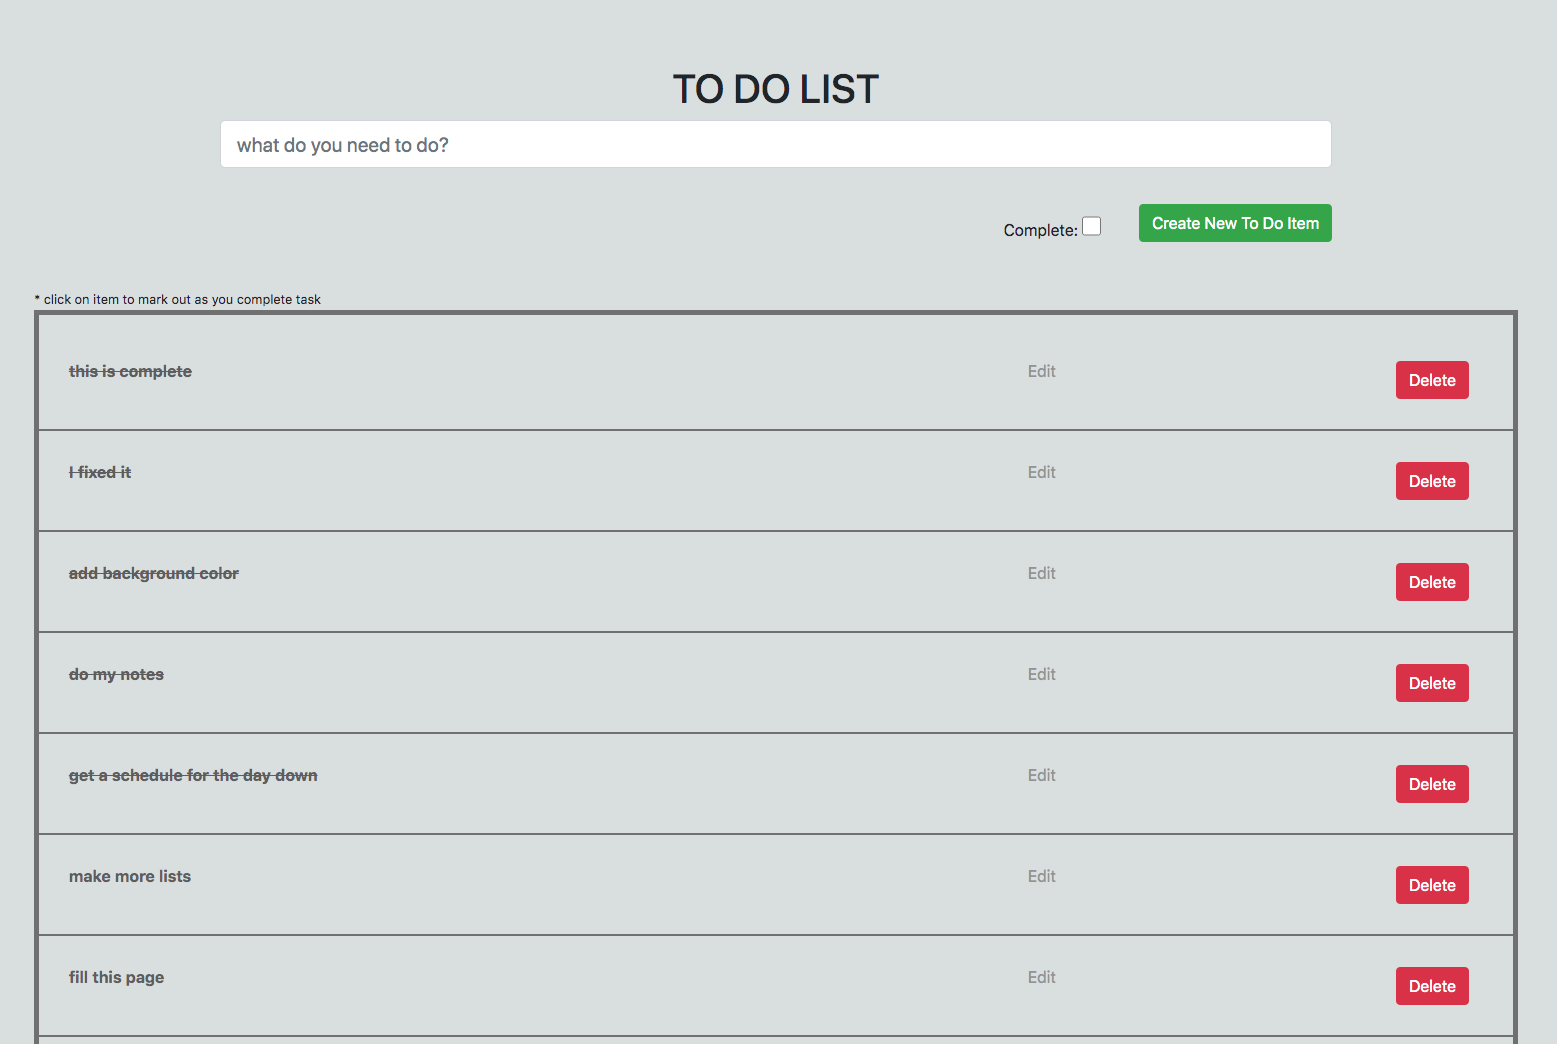 TO DO LIST
what do you need to do?
Complete:
Create New To Do Item
* click on item to mark out as you complete task
this is complete Edit Delete
I fixed it Edit Delete
add background color Edit Delete
do my notes Edit Delete
get a schedule for the day down Edit Delete
make more lists Edit Delete
fill this page Edit Delete